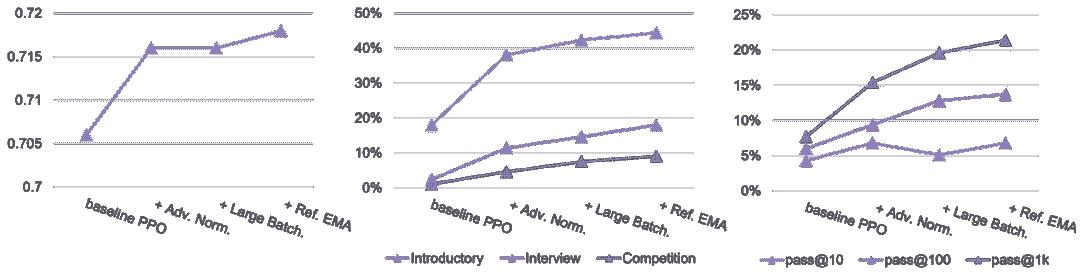 0.72
0.715
0.71
0.705
0.7
baseline PPO
+ Adv. Norm.
+ Large Batch.
+ Ref. EMA
50%
40%
30%
20%
10%
0%
baseline PPO
+ Adv. Norm.
+ Large Batch.
+ Ref. EMA
Introductory Interview Competition
25%
20%
15%
10%
5%
0%
baseline PPO
+ Adv. Norm.
+ Large Batch.
+ Ref. EMA
pass@10 pass@100 pass@1k